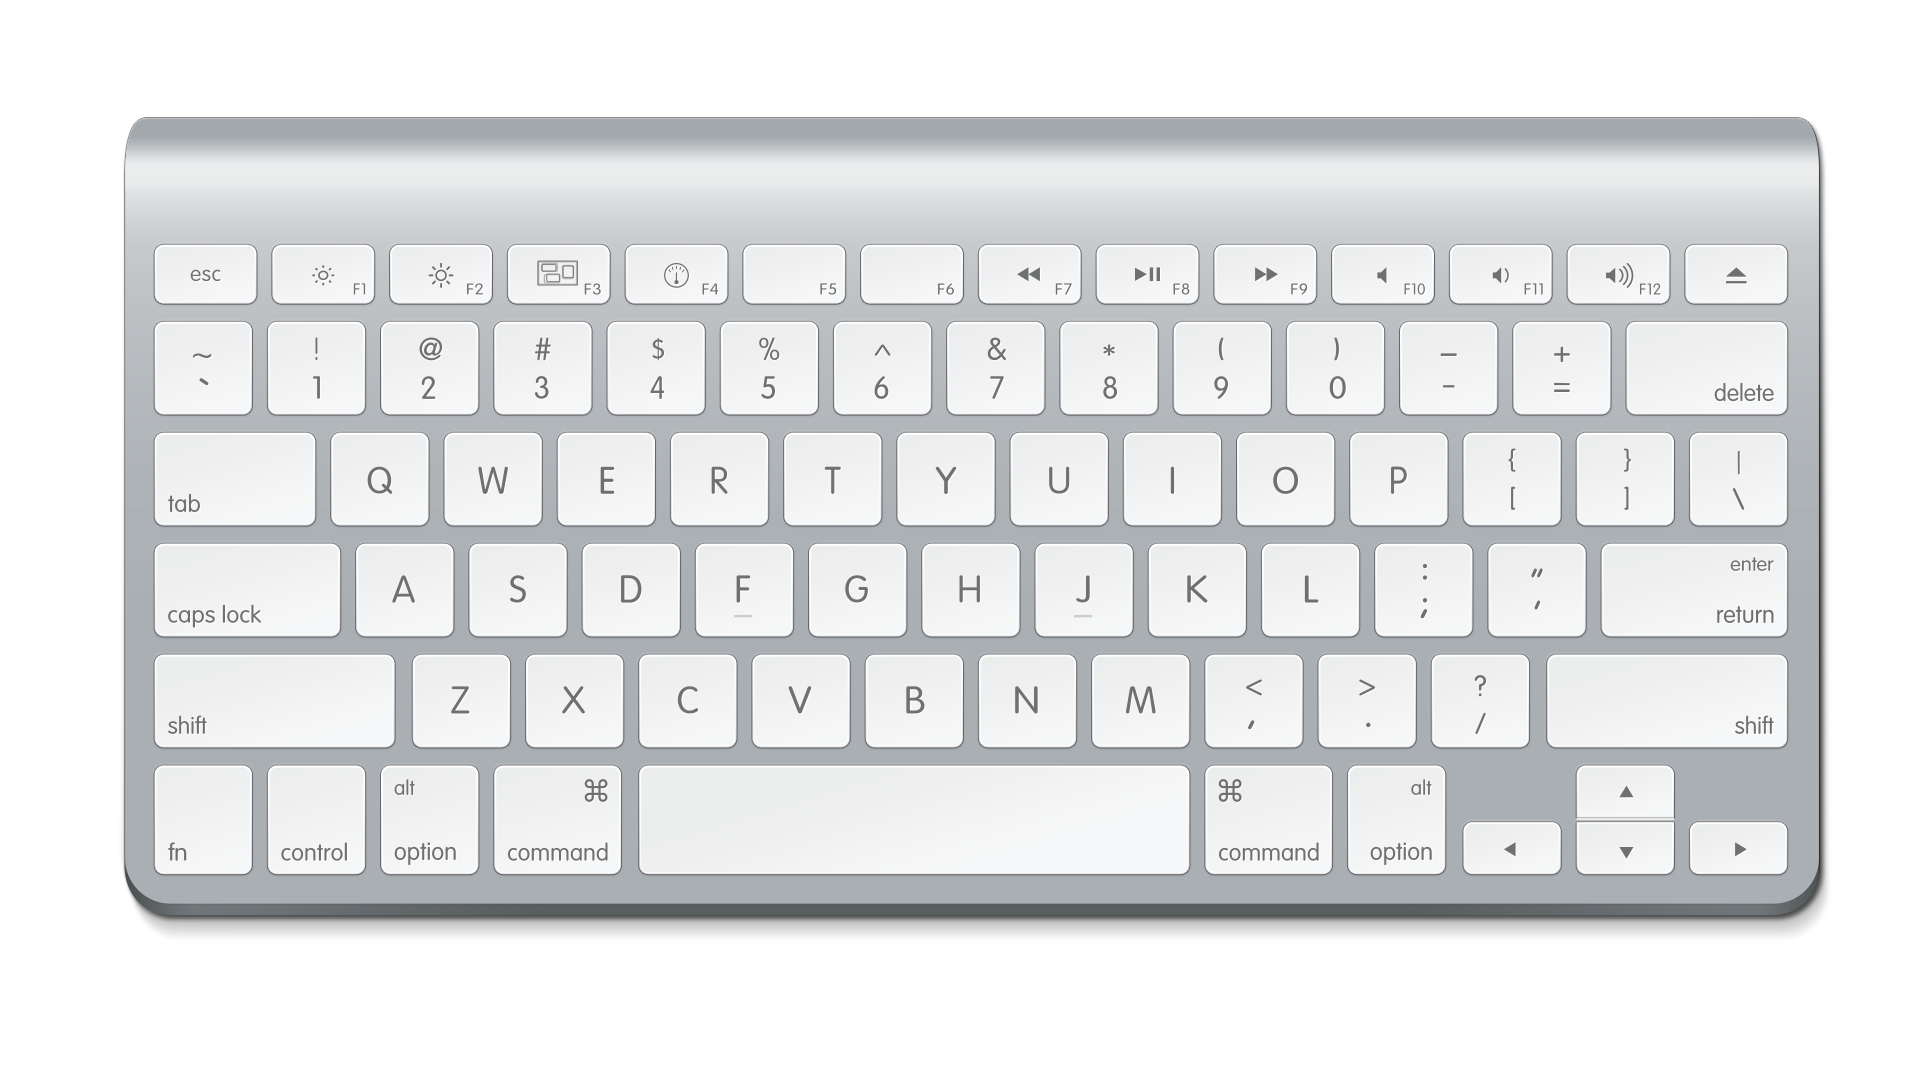 esc F1 F2 F3 F4 F5 F6 F7 F8 F9 F10 F11 F12
~ ! @ # $ % ^ & * ( ) _ +
` 1 2 3 4 5 6 7 8 9 0 - = delete
tab Q W E R T Y U I O P { } |
[ ] \
caps lock A S D F G H J K L : " enter
; ' return
shift Z X C V B N M < > ? shift
, . /
alt ⌘ ⌘ alt
fn control option command command option